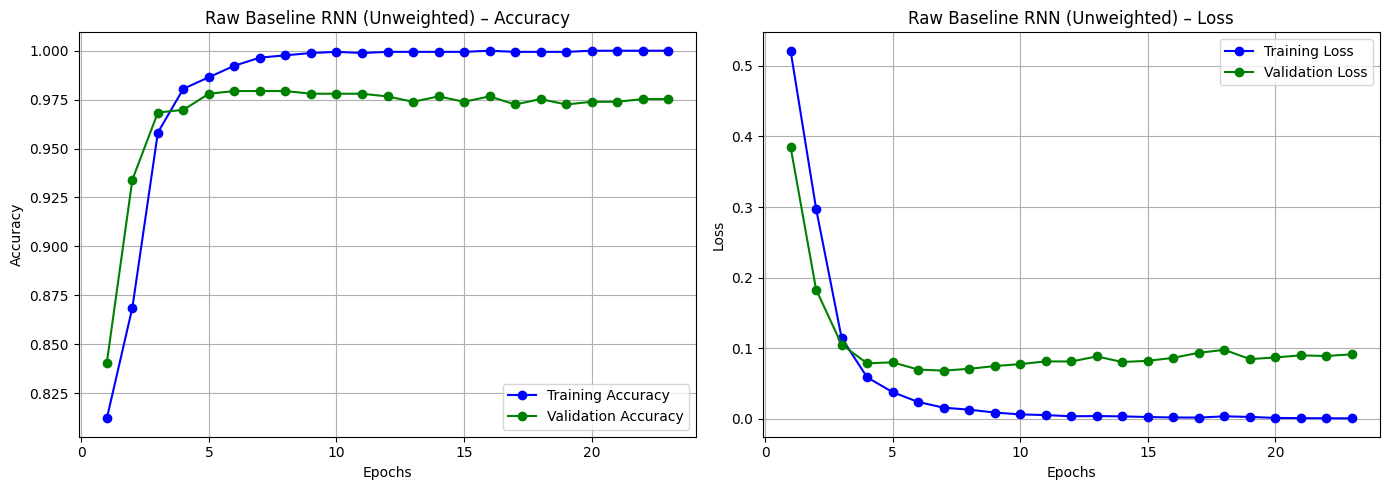 Raw Baseline RNN (Unweighted) – Accuracy
1.000
0.975
0.950
0.925
0.900
0.875
0.850
0.825
Accuracy
Training Accuracy
Validation Accuracy
0 5 10 15 20
Epochs
Raw Baseline RNN (Unweighted) – Loss
0.5
0.4
0.3
0.2
0.1
0.0
Loss
Training Loss
Validation Loss
0 5 10 15 20
Epochs